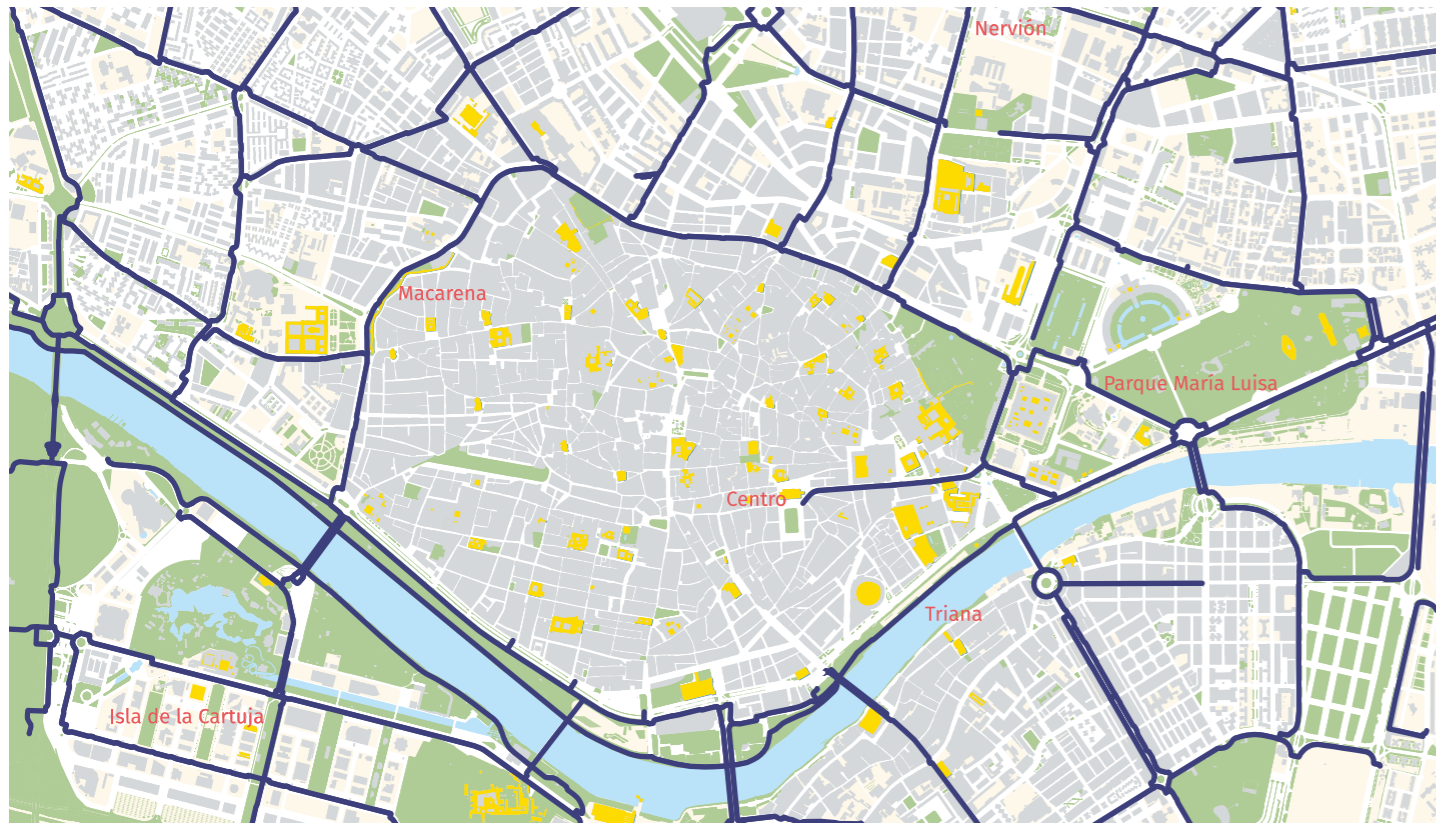 Nervión
Macarena
Parque María Luisa
Centro
Triana
Isla de la Cartuja